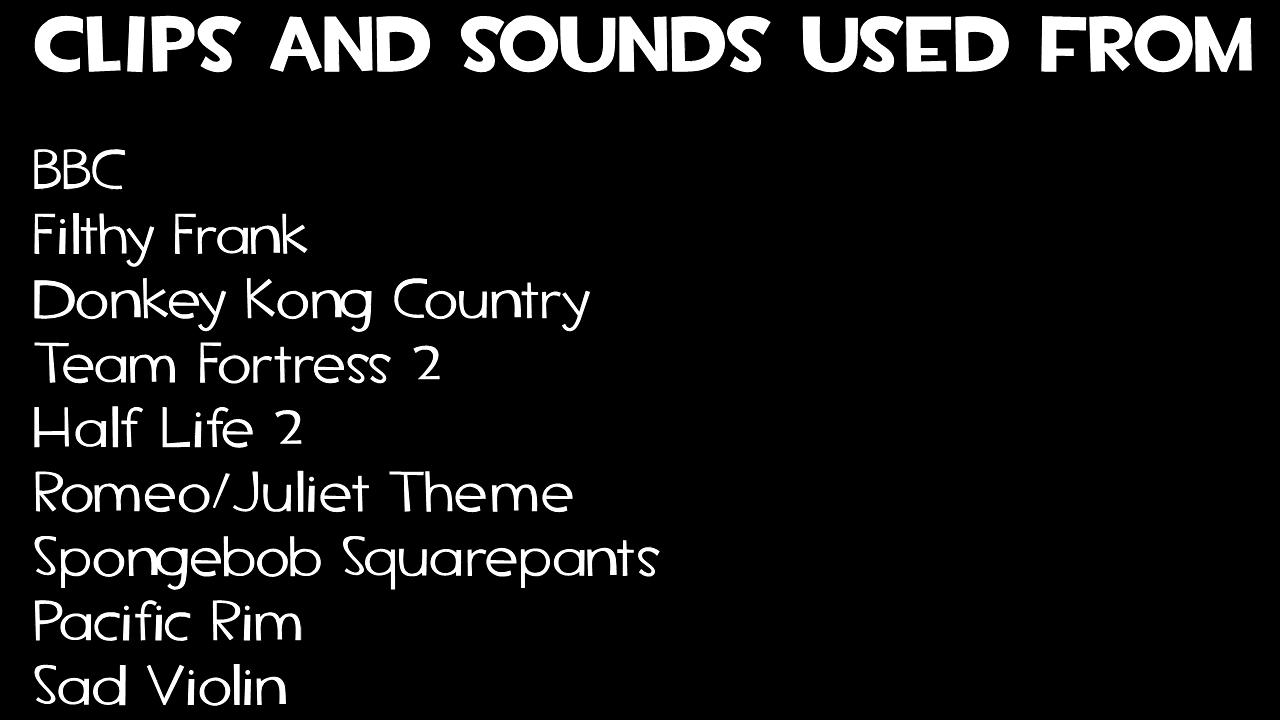 CLIPS AND SOUNDS USED FROM
BBC
Filthy Frank
Donkey Kong Country
Team Fortress 2
Half Life 2
Romeo/Juliet Theme
Spongebob Squarepants
Pacific Rim
Sad Violin